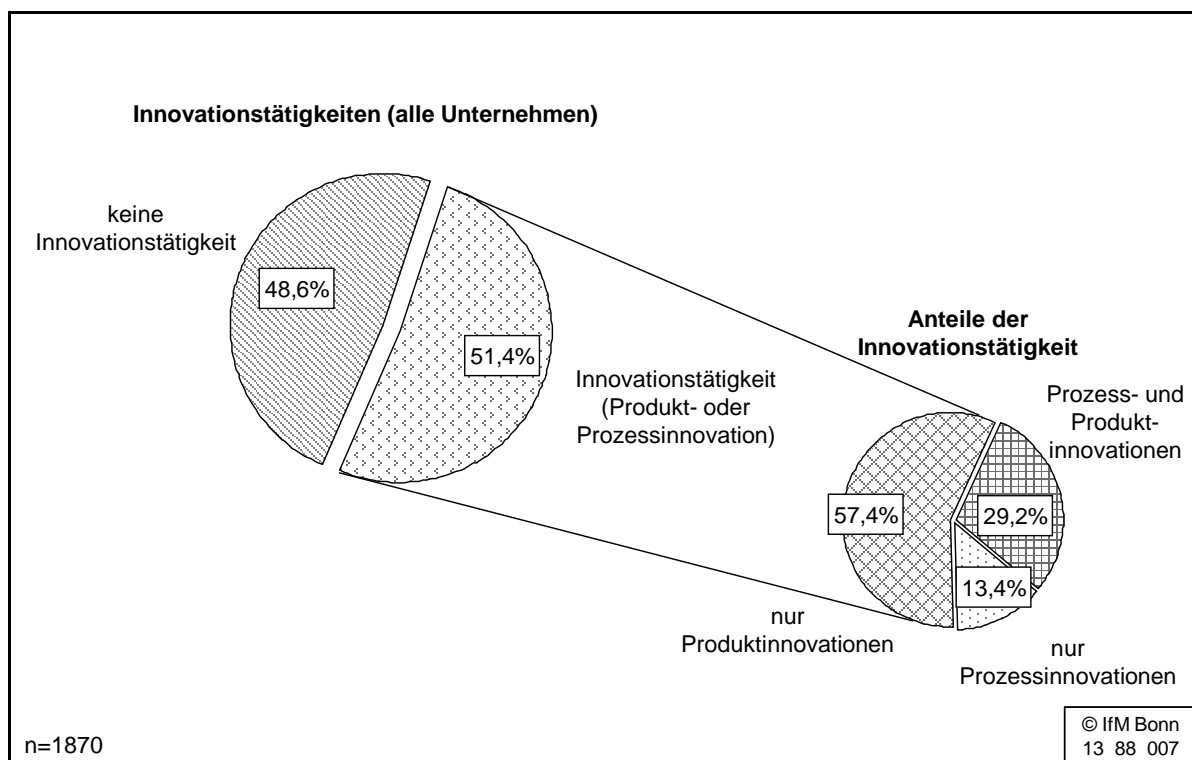 Innovationstätigkeiten (alle Unternehmen)
keine
Innovationstätigkeit
48,6%
51,4%
Innovationstätigkeit
(Produkt- oder
Prozessinnovation)
Anteile der
Innovationstätigkeit
Prozess- und
Produkt-
innovationen
57,4%
29,2%
13,4%
nur
Produktinnovationen
nur
Prozessinnovationen
n=1870
© IfM Bonn
13 88 007